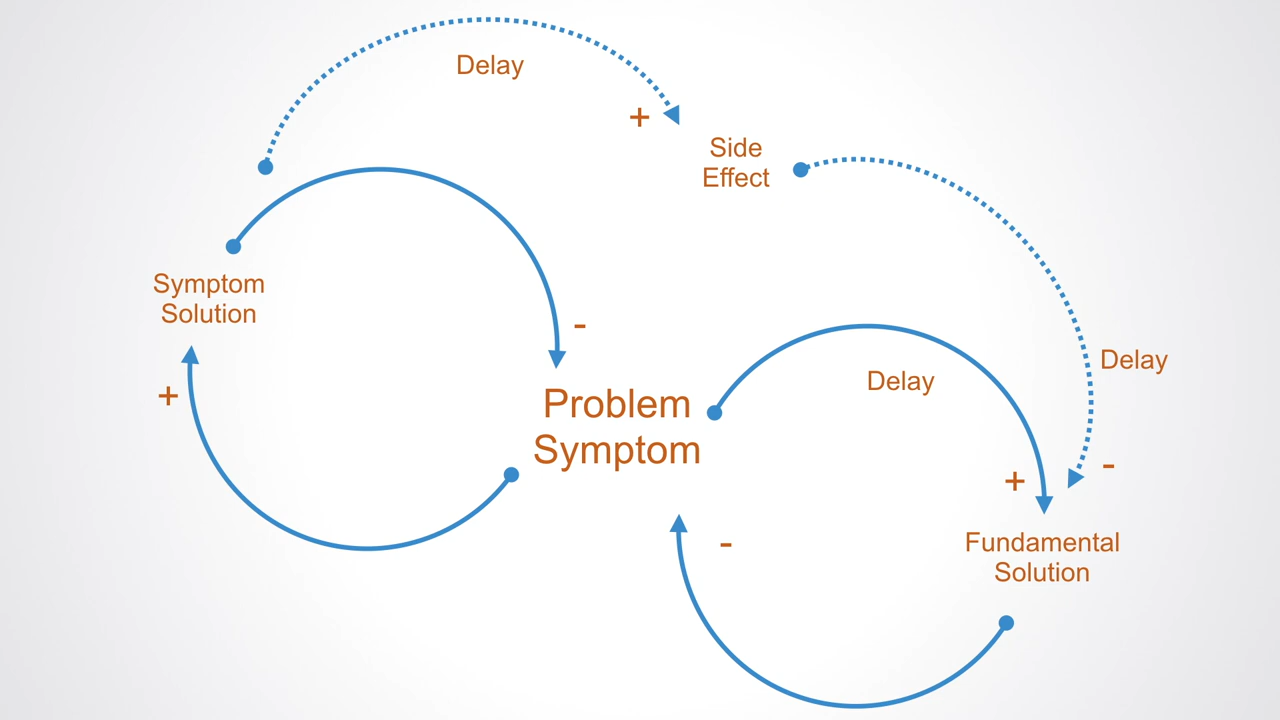 Delay
+
Side
Effect
Symptom
Solution
-
+
Delay
Delay
Problem
Symptom
+
-
-
Fundamental
Solution